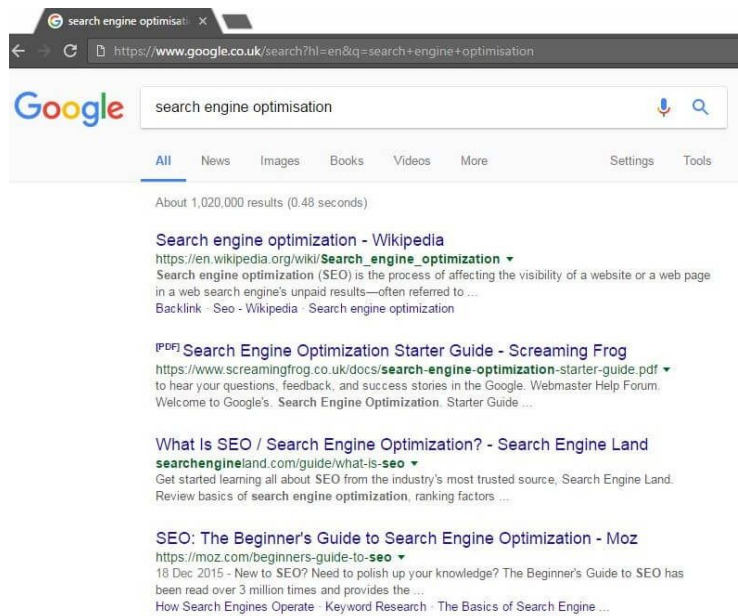 search engine optimisati
https://www.google.co.uk/search?hl=en&q=search+engine+optimisation
Google
search engine optimisation
All News Images Books Videos More Settings Tools
About 1,020,000 results (0.48 seconds)
Search engine optimization - Wikipedia
https://en.wikipedia.org/wiki/Search_engine_optimization
Search engine optimization (SEO) is the process of affecting the visibility of a website or a web page
in a web search engine's unpaid results—often referred to ...
Backlink · Seo - Wikipedia · Search engine optimization
[PDF] Search Engine Optimization Starter Guide - Screaming Frog
https://www.screamingfrog.co.uk/docs/search-engine-optimization-starter-guide.pdf
to hear your questions, feedback, and success stories in the Google. Webmaster Help Forum.
Welcome to Google's. Search Engine Optimization. Starter Guide ...
What Is SEO / Search Engine Optimization? - Search Engine Land
searchengineland.com/guide/what-is-seo
Get started learning all about SEO from the industry's most trusted source, Search Engine Land.
Review basics of search engine optimization, ranking factors ...
SEO: The Beginner's Guide to Search Engine Optimization - Moz
https://moz.com/beginners-guide-to-seo
18 Dec 2015 - New to SEO? Need to polish up your knowledge? The Beginner's Guide to SEO has
been read over 3 million times and provides the ...
How Search Engines Operate · Keyword Research · The Basics of Search Engine ...